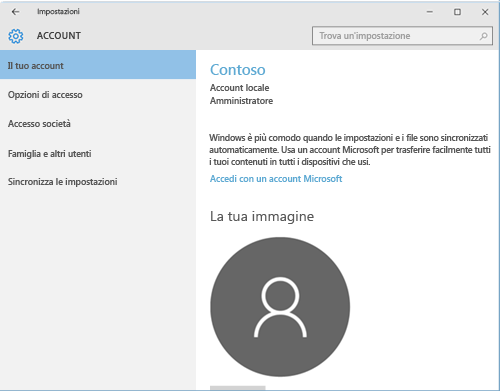 Impostazioni
ACCOUNT
Trova un'impostazione
Il tuo account
Opzioni di accesso
Accesso società
Famiglia e altri utenti
Sincronizza le impostazioni
Contoso
Account locale
Amministratore
Windows è più comodo quando le impostazioni e i file sono sincronizzati
automaticamente. Usa un account Microsoft per trasferire facilmente tutti
i tuoi contenuti in tutti i dispositivi che usi.
Accedi con un account Microsoft
La tua immagine